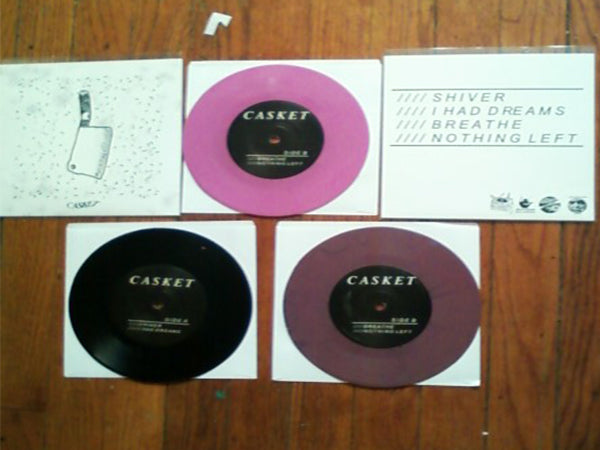 CASKET
CASKET
SIDE B
////BREATHE
////NOTHING LEFT
//// SHIVER
//// I HAD DREAMS
//// BREATHE
//// NOTHING LEFT
CASKET
SIDE A
////SHIVER
////I HAD DREAMS
CASKET
SIDE B
////BREATHE
////NOTHING LEFT